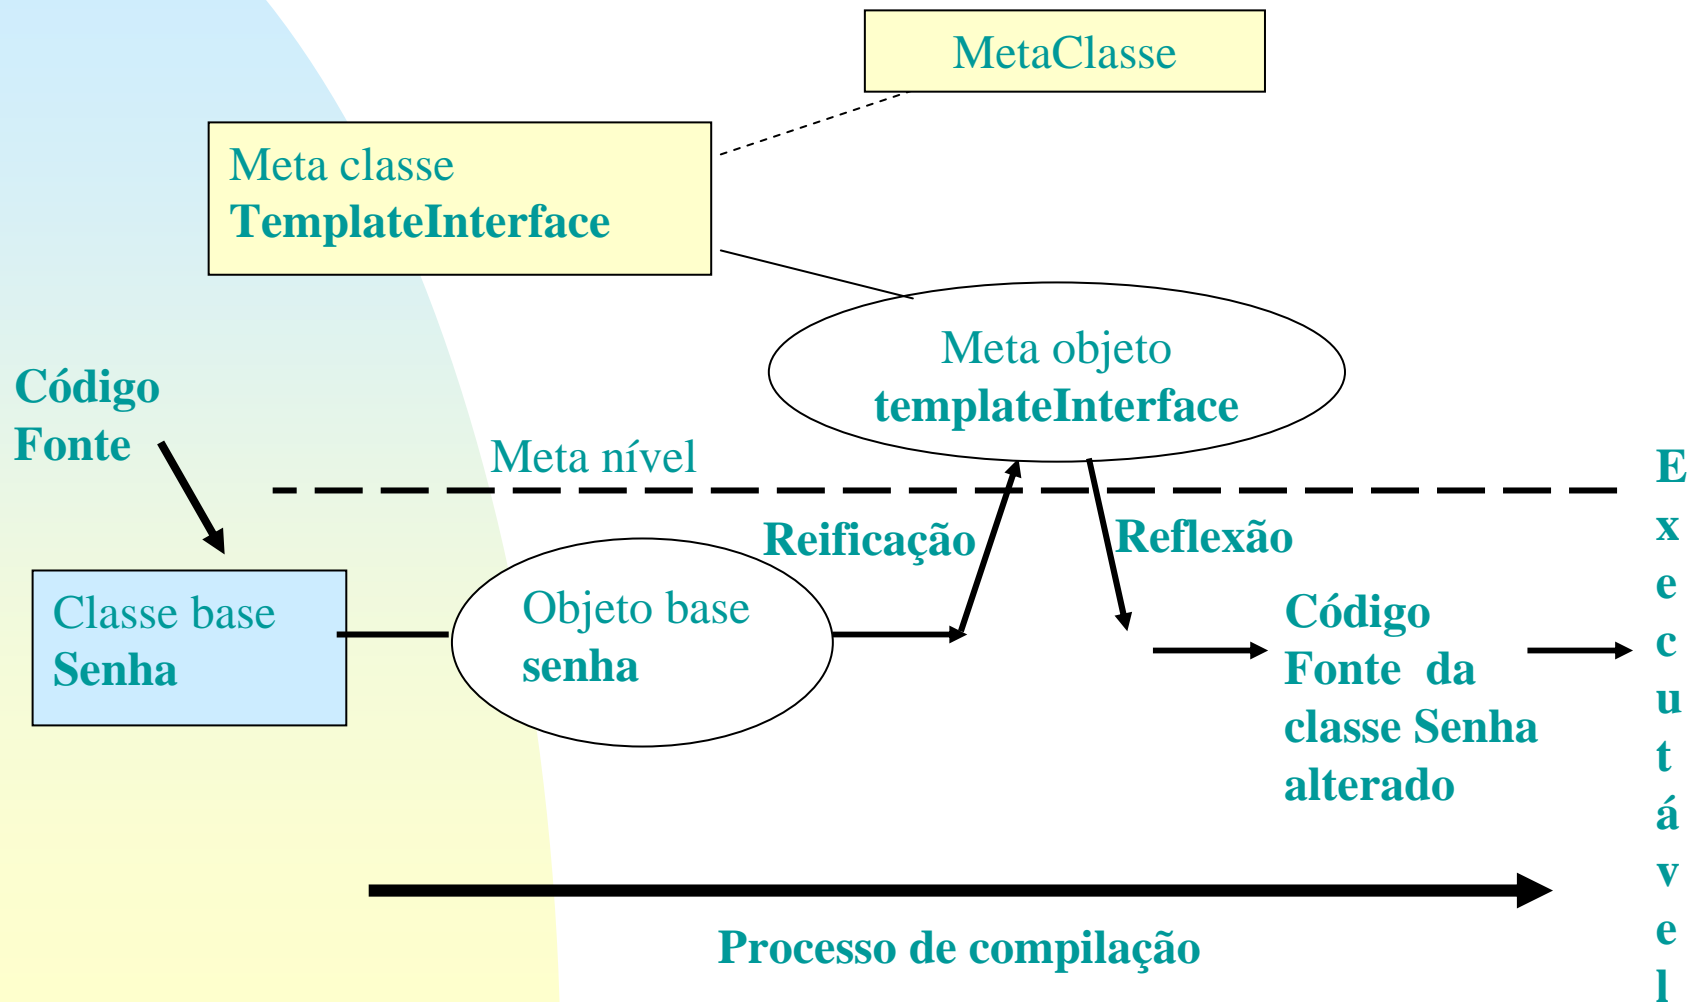 MetaClasse
Meta classe
TemplateInterface
Meta objeto
templateInterface
Código
Fonte
Meta nível
Reificação
Reflexão
Classe base
Senha
Objeto base
senha
Código
Fonte da
classe Senha
alterado
Executável
Processo de compilação